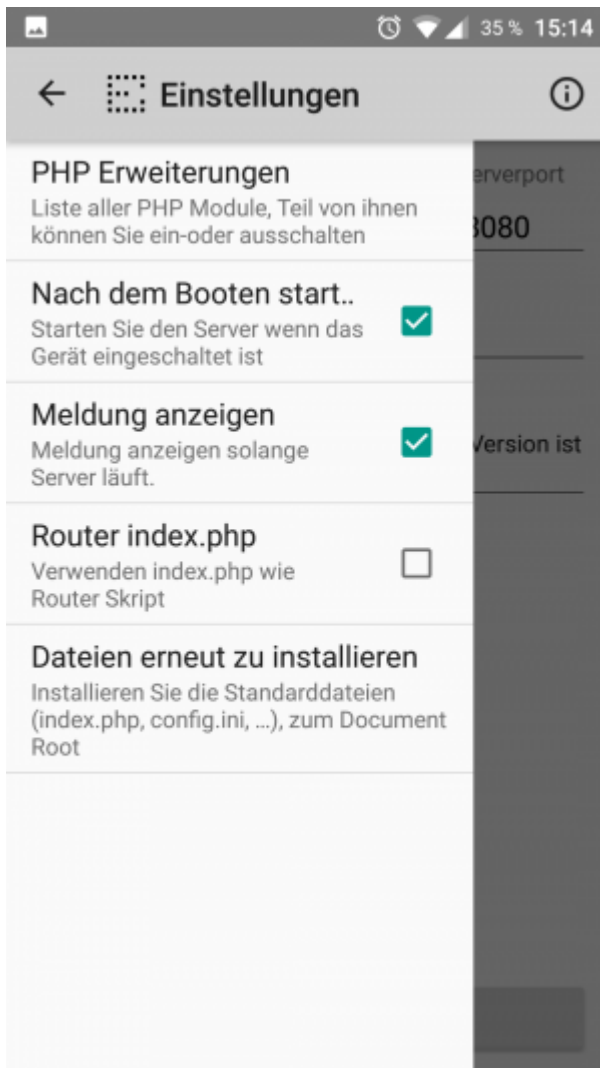 35 % 15:14
Einstellungen
PHP Erweiterungen
Liste aller PHP Module, Teil von ihnen
können Sie ein-oder ausschalten
Nach dem Booten start..
Starten Sie den Server wenn das
Gerät eingeschaltet ist
Meldung anzeigen
Meldung anzeigen solange
Server läuft.
Router index.php
Verwenden index.php wie
Router Skript
Dateien erneut zu installieren
Installieren Sie die Standarddateien
(index.php, config.ini, ...), zum Document
Root
erverport
8080
Version ist